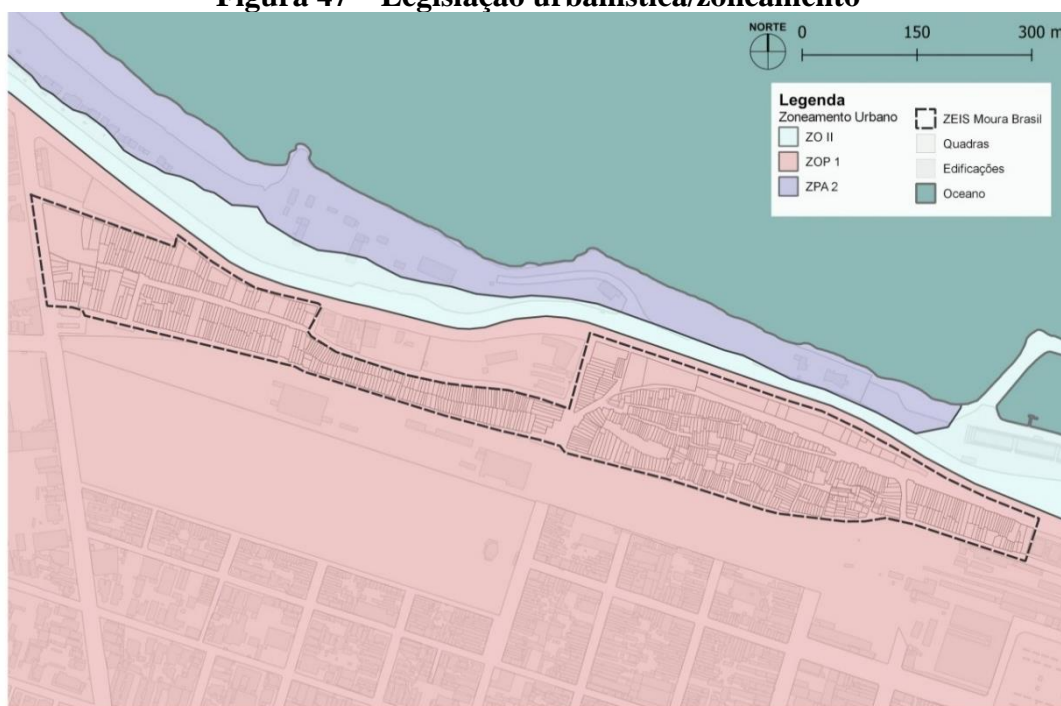 Figura 47 – Legislação urbanística/zoneamento
NORTE
0 150 300 m
Legenda
Zoneamento Urbano
ZO II
ZOP 1
ZPA 2
ZEIS Moura Brasil
Quadras
Edificações
Oceano